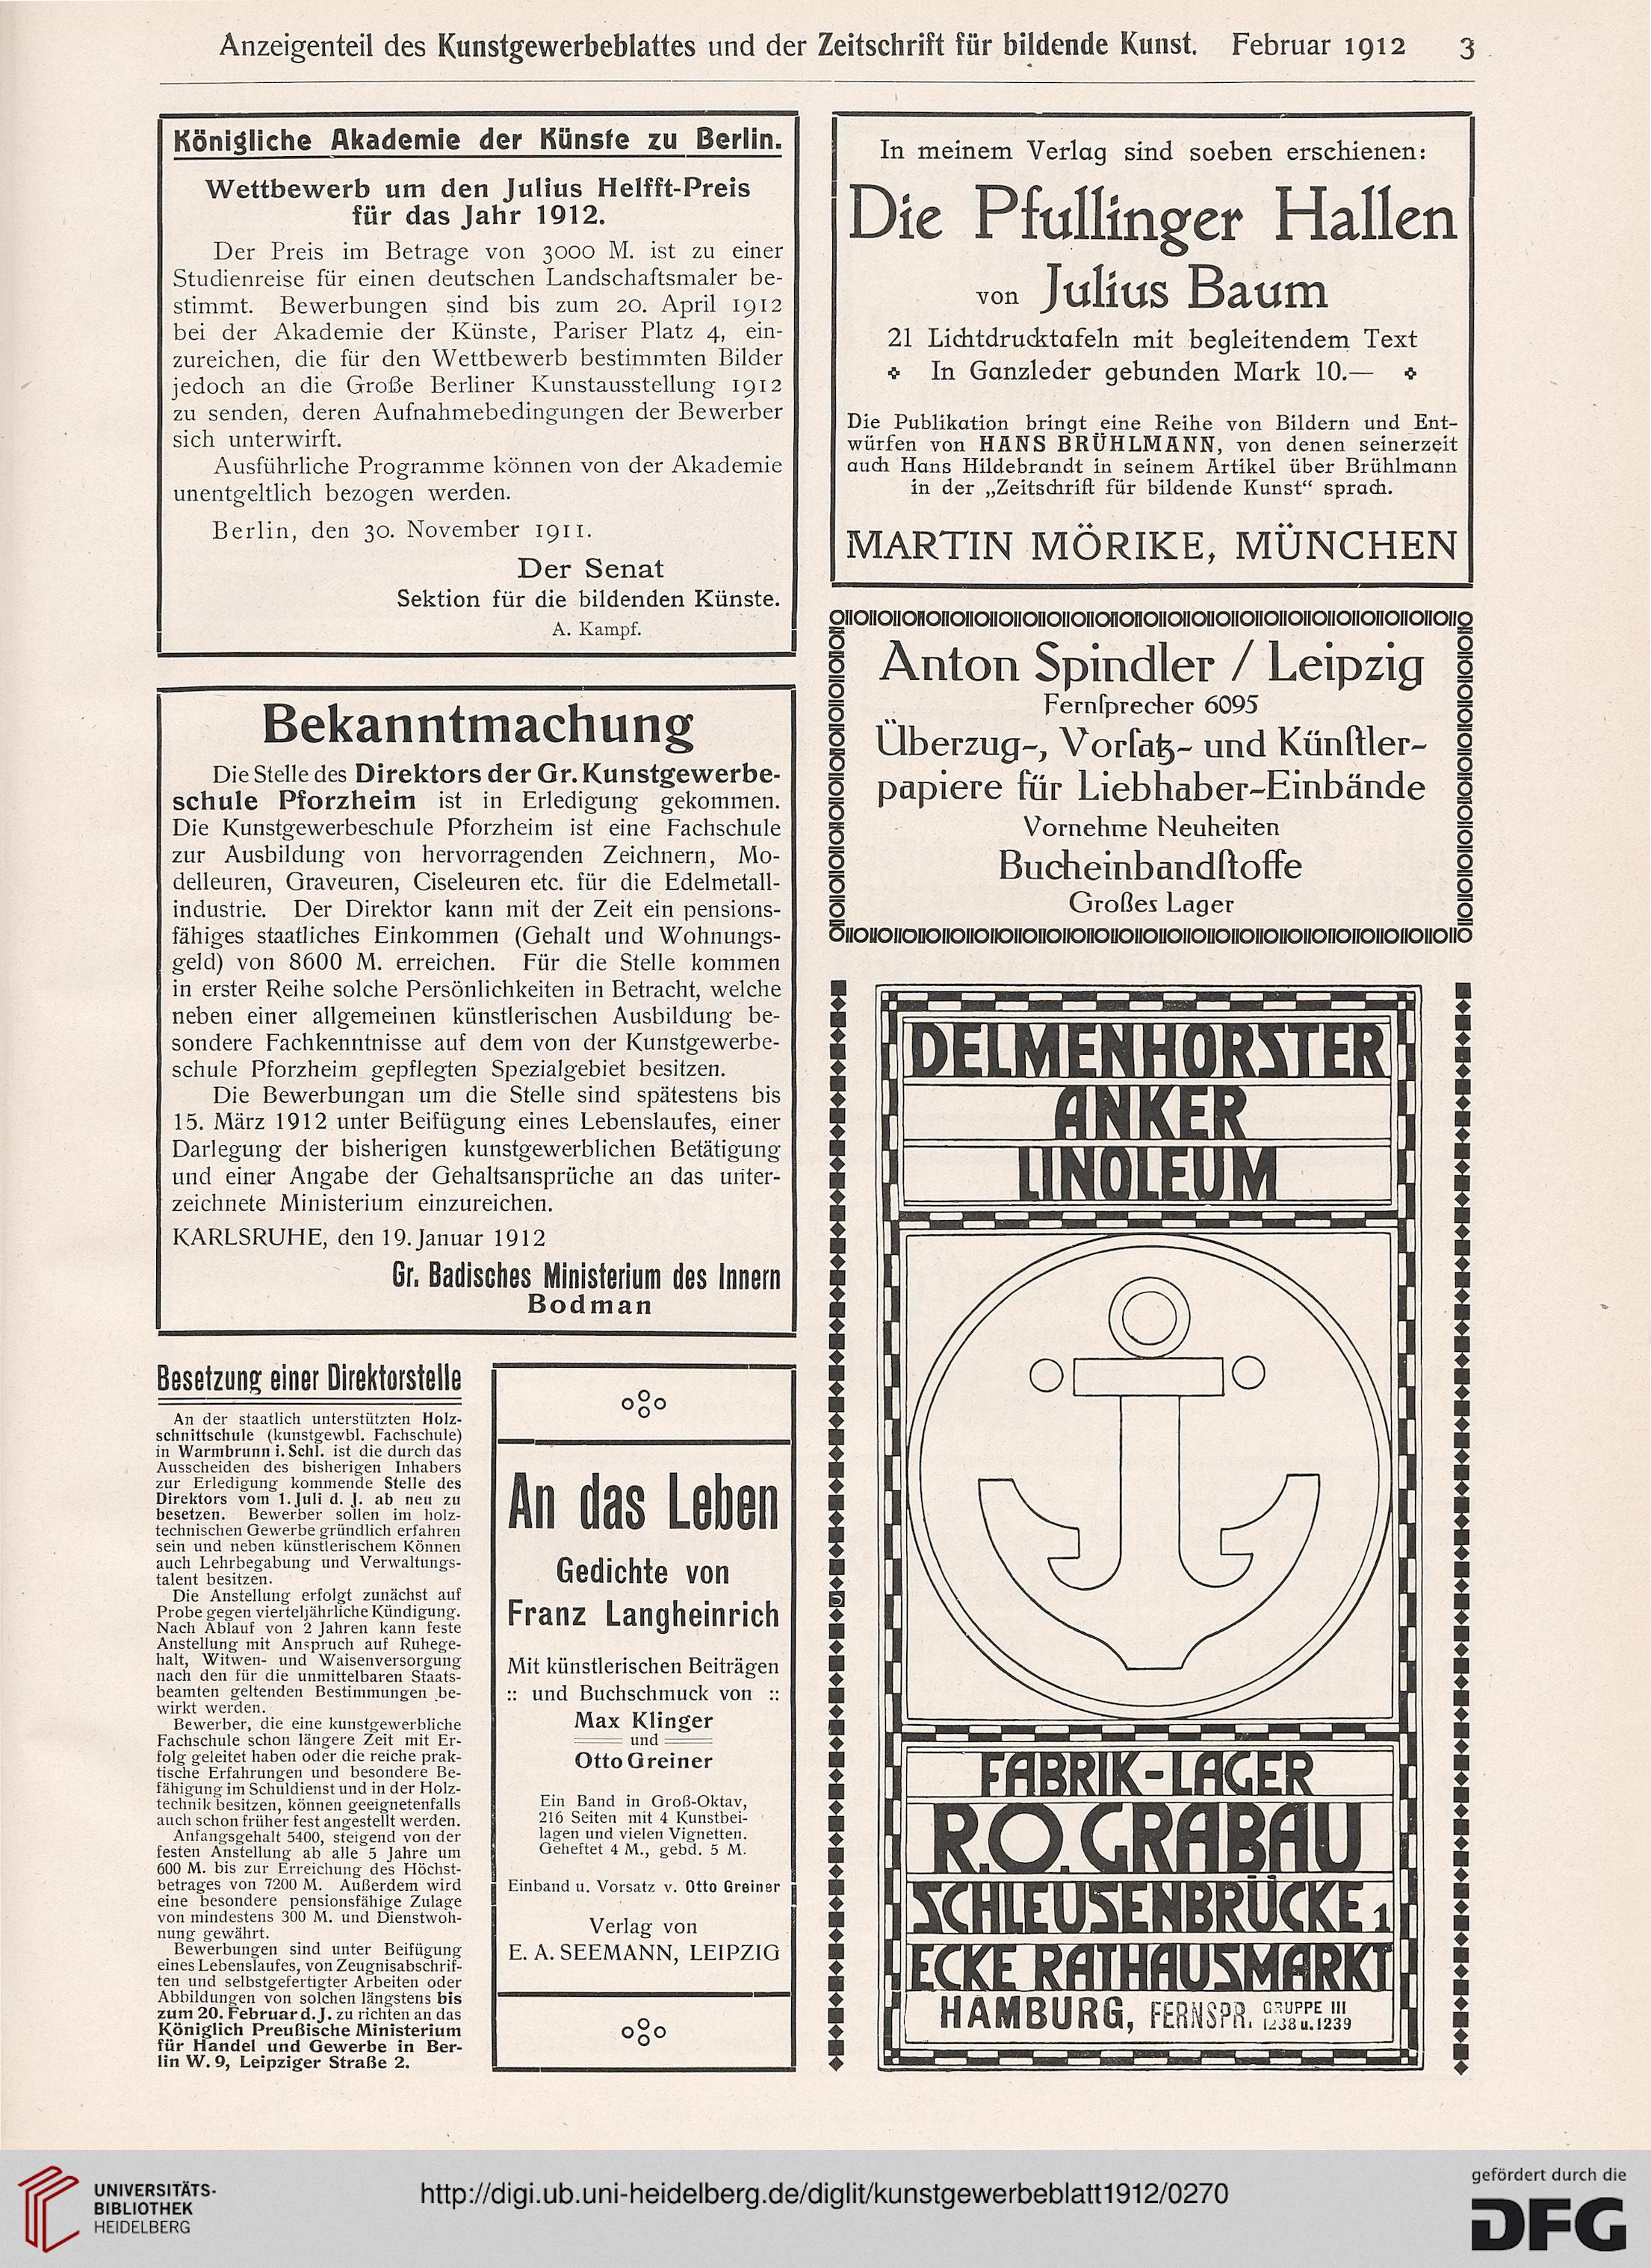 Anzeigenteil des Kunstgewerbeblattes und der Zeitschrift für bildende Kunst. Februar 1912 3
Königliche Akademie der Künste zu Berlin.
Wettbewerb um den Julius Helfft-Preis
für das Jahr 1912.
Der Preis im Betrage von 3000 M. ist zu einer
Studienreise für einen deutschen Landschaftsmaler be-
stimmt. Bewerbungen sind bis zum 20. April 1912
bei der Akademie der Künste, Pariser Platz 4, ein-
zureichen, die für den Wettbewerb bestimmten Bilder
jedoch an die Große Berliner Kunstausstellung 1912
zu senden, deren Aufnahmebedingungen der Bewerber
sich unterwirft.
Ausführliche Programme können von der Akademie
unentgeltlich bezogen werden.
Berlin, den 30. November 1911.
Der Senat
Sektion für die bildenden Künste.
A. Kampf.
Bekanntmachung
Die Stelle des Direktors der Gr. Kunstgewerbe-
schule Pforzheim ist in Erledigung gekommen.
Die Kunstgewerbeschule Pforzheim ist eine Fachschule
zur Ausbildung von hervorragenden Zeichnern, Mo-
delleuren, Graveuren, Ciseleuren etc. für die Edelmetall-
industrie. Der Direktor kann mit der Zeit ein pensions-
fähiges staatliches Einkommen (Gehalt und Wohnungs-
geld) von 8600 M. erreichen. Für die Stelle kommen
in erster Reihe solche Persönlichkeiten in Betracht, welche
neben einer allgemeinen künstlerischen Ausbildung be-
sondere Fachkenntnisse auf dem von der Kunstgewerbe-
schule Pforzheim gepflegten Spezialgebiet besitzen.
Die Bewerbungan um die Stelle sind spätestens bis
15. März 1912 unter Beifügung eines Lebenslaufes, einer
Darlegung der bisherigen kunstgewerblichen Betätigung
und einer Angabe der Gehaltsansprüche an das unter-
zeichnete Ministerium einzureichen.
KARLSRUHE, den 19. Januar 1912
Gr. Badisches Ministerium des Innern
Bodman
Besetzung einer Direktorstelle
An der staatlich unterstützten Holz-
schnittschule (kunstgewbl. Fachschule)
in Warmbrunn i. Schl. ist die durch das
Ausscheiden des bisherigen Inhabers
zur Erledigung kommende Stelle des
Direktors vom 1. Juli d. J. ab neu zu
besetzen. Bewerber sollen im holz-
technischen Gewerbe gründlich erfahren
sein und neben künstlerischem Können
auch Lehrbegabung und Verwaltungs-
talent besitzen.
Die Anstellung erfolgt zunächst auf
Probe gegen vierteljährliche Kündigung.
Nach Ablauf von 2 Jahren kann feste
Anstellung mit Anspruch auf Ruhege-
halt, Witwen- und Waisenversorgung
nach den für die unmittelbaren Staats-
beamten geltenden Bestimmungen be-
wirkt werden.
Bewerber, die eine kunstgewerbliche
Fachschule schon längere Zeit mit Er-
folg geleitet haben oder die reiche prak-
tische Erfahrungen und besondere Be-
fähigung im Schuldienst und in der Holz-
technik besitzen, können geeignetenfalls
auch schon früher fest angestellt werden.
Anfangsgehalt 5400, steigend von der
festen Anstellung ab alle 5 Jahre um
600 M. bis zur Erreichung des Höchst-
betrages von 7200 M. Außerdem wird
eine besondere pensionsfähige Zulage
von mindestens 300 M. und Dienstwoh-
nung gewährt.
Bewerbungen sind unter Beifügung
eines Lebenslaufes, von Zeugnisabschrif-
ten und selbstgefertigter Arbeiten oder
Abbildungen von solchen längstens bis
zum 20. Februar d. J. zu richten an das
Königlich Preußische Ministerium
für Handel und Gewerbe in Ber-
lin W. 9, Leipziger Straße 2.
An das Leben
Gedichte von
Franz Langheinrich
Mit künstlerischen Beiträgen
:: und Buchschmuck von ::
Max Klinger
und
Otto Greiner
Ein Band in Groß-Oktav,
216 Seiten mit 4 Kunstbei-
lagen und vielen Vignetten.
Geheftet 4 M., gebd. 5 M.
Einband u. Vorsatz v. Otto Greiner
Verlag von
E. A. SEEMANN, LEIPZIG
In meinem Verlag sind soeben erschienen:
Die Pfullinger Hallen
von Julius Baum
21 Lichtdrucktafeln mit begleitendem Text
In Ganzleder gebunden Mark 10.—
Die Publikation bringt eine Reihe von Bildern und Ent-
würfen von HANS BRÜHLMANN, von denen seinerzeit
auch Hans Hildebrandt in seinem Artikel über Brühlmann
in der „Zeitschrift für bildende Kunst“ sprach.
MARTIN MÖRIKE, MÜNCHEN
Anton Spindler / Leipzig
Fernſprecher 6095
Überzug-, Vorſatz- und Künſtler-
papiere für Liebhaber-Einbände
Vornehme Neuheiten
Bucheinbandſtoffe
Großes Lager
DELMENHORSTER
ANKER
LINOLEUM
FABRIK-LAGER
R.O.GRABAU
SCHLEUSENBRÜCKE 1
ECKE RATHAUSMARKT
HAMBURG, FERNSPR. GRUPPE III
1238 u. 1239
UNIVERSITÄTS-
BIBLIOTHEK
HEIDELBERG
http://digi.ub.uni-heidelberg.de/diglit/kunstgewerbeblatt1912/0270
gefördert durch die
DFG